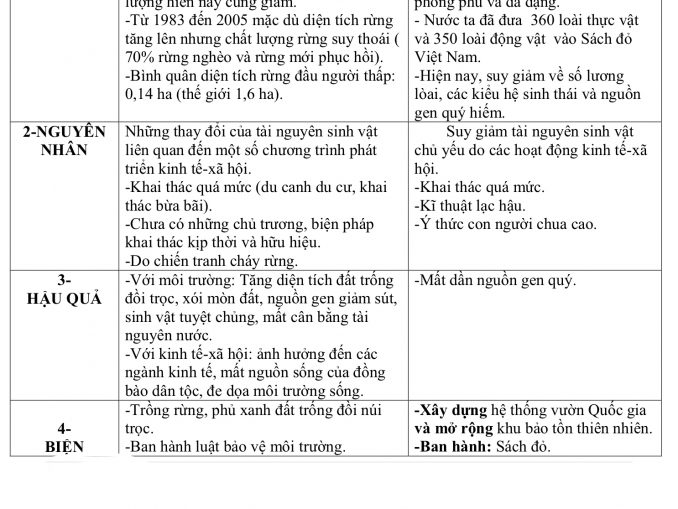 lượng hiện nay cũng giảm.
-Từ 1983 đến 2005 mặc dù diện tích rừng
tăng lên nhưng chất lượng rừng suy thoái (
70% rừng nghèo và rừng mới phục hồi).
-Bình quân diện tích rừng đầu người thấp:
0,14 ha (thế giới 1,6 ha).
phong phú và đa dạng.
- Nước ta đã đưa 360 loài thực vật
và 350 loài động vật vào Sách đỏ
Việt Nam.
-Hiện nay, suy giảm về số lương
lòai, các kiểu hệ sinh thái và nguồn
gen quý hiếm.
2-NGUYÊN
NHÂN
Những thay đổi của tài nguyên sinh vật
liên quan đến một số chương trình phát
triển kinh tế-xã hội.
-Khai thác quá mức (du canh du cư, khai
thác bừa bãi).
-Chưa có những chủ trương, biện pháp
khai thác kịp thời và hữu hiệu.
-Do chiến tranh cháy rừng.
Suy giảm tài nguyên sinh vật
chủ yếu do các hoạt động kinh tế-xã
hội.
-Khai thác quá mức.
-Kĩ thuật lạc hậu.
-Ý thức con người chua cao.
3-
HẬU QUẢ
-Với môi trường: Tăng diện tích đất trống
đồi trọc, xói mòn đất, nguồn gen giảm sút,
sinh vật tuyệt chủng, mất cân bằng tài
nguyên nước.
-Với kinh tế-xã hội: ảnh hưởng đến các
ngành kinh tế, mất nguồn sống của đồng
bào dân tộc, đe dọa môi trường sống.
-Mất dần nguồn gen quý.
4-
BIỆN
-Trồng rừng, phủ xanh đất trống đồi núi
trọc.
-Ban hành luật bảo vệ môi trường.
-Xây dựng hệ thống vườn Quốc gia
và mở rộng khu bảo tồn thiên nhiên.
-Ban hành: Sách đỏ.